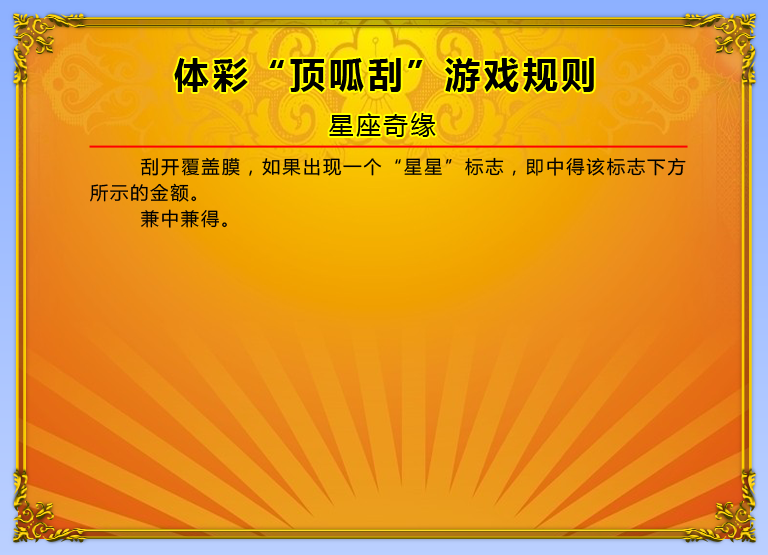 体彩“顶呱刮”游戏规则
星座奇缘
刮开覆盖膜，如果出现一个“星星”标志，即中得该标志下方
所示的金额。
兼中兼得。